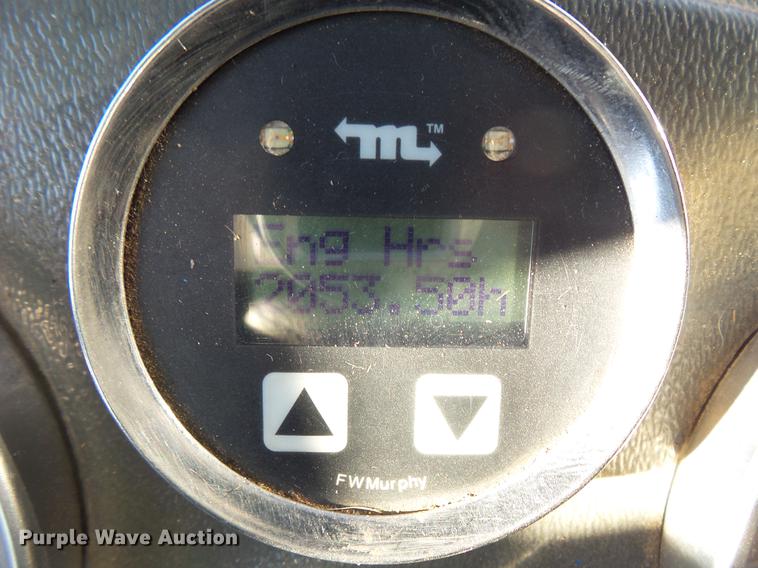 m TM
Eng Hrs
2053.50h
FWMurphy
Purple Wave Auction